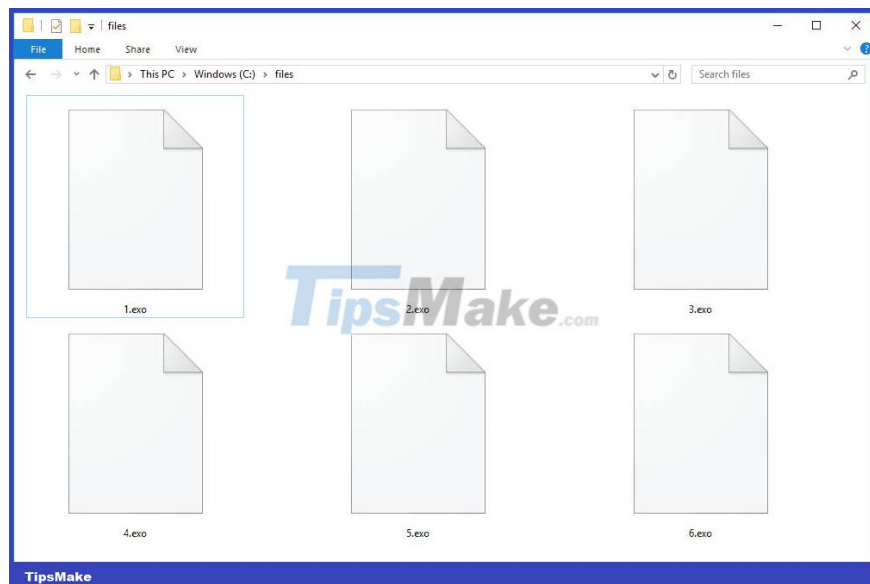 files
File Home Share View
This PC > Windows (C:) > files
Search files
1.exo 2.exo 3.exo
TipsMake.com
4.exo 5.exo 6.exo
TipsMake